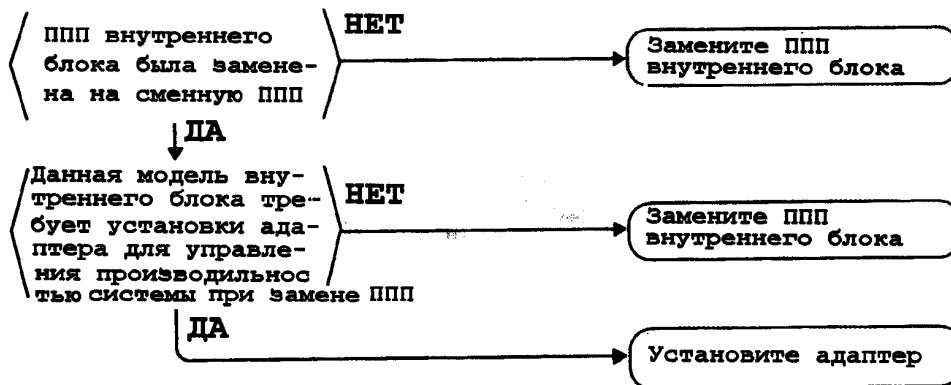 ППП внутреннего
блока была замене-
на на сменную ППП
НЕТ
Замените ППП
внутреннего блока
ДА
Данная модель вну-
треннего блока тре-
бует установки ада-
птера для управле-
ния производильнос
тью системы при замене ППП
НЕТ
Замените ППП
внутреннего блока
ДА
Установите адаптер